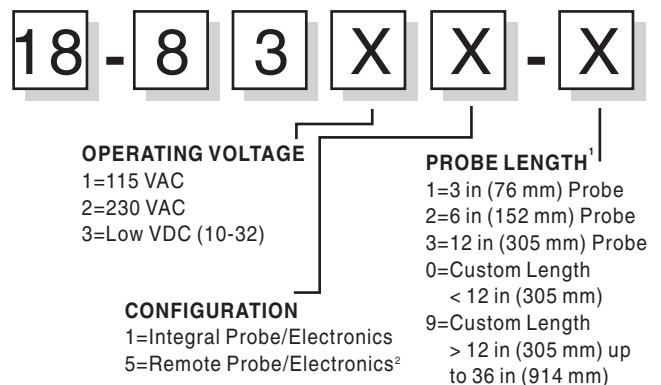 18 - 8 3 X X - X
OPERATING VOLTAGE
1=115 VAC
2=230 VAC
3=Low VDC (10-32)
CONFIGURATION
1=Integral Probe/Electronics
5=Remote Probe/Electronics²
PROBE LENGTH¹
1=3 in (76 mm) Probe
2=6 in (152 mm) Probe
3=12 in (305 mm) Probe
0=Custom Length
< 12 in (305 mm)
9=Custom Length
> 12 in (305 mm) up
to 36 in (914 mm)